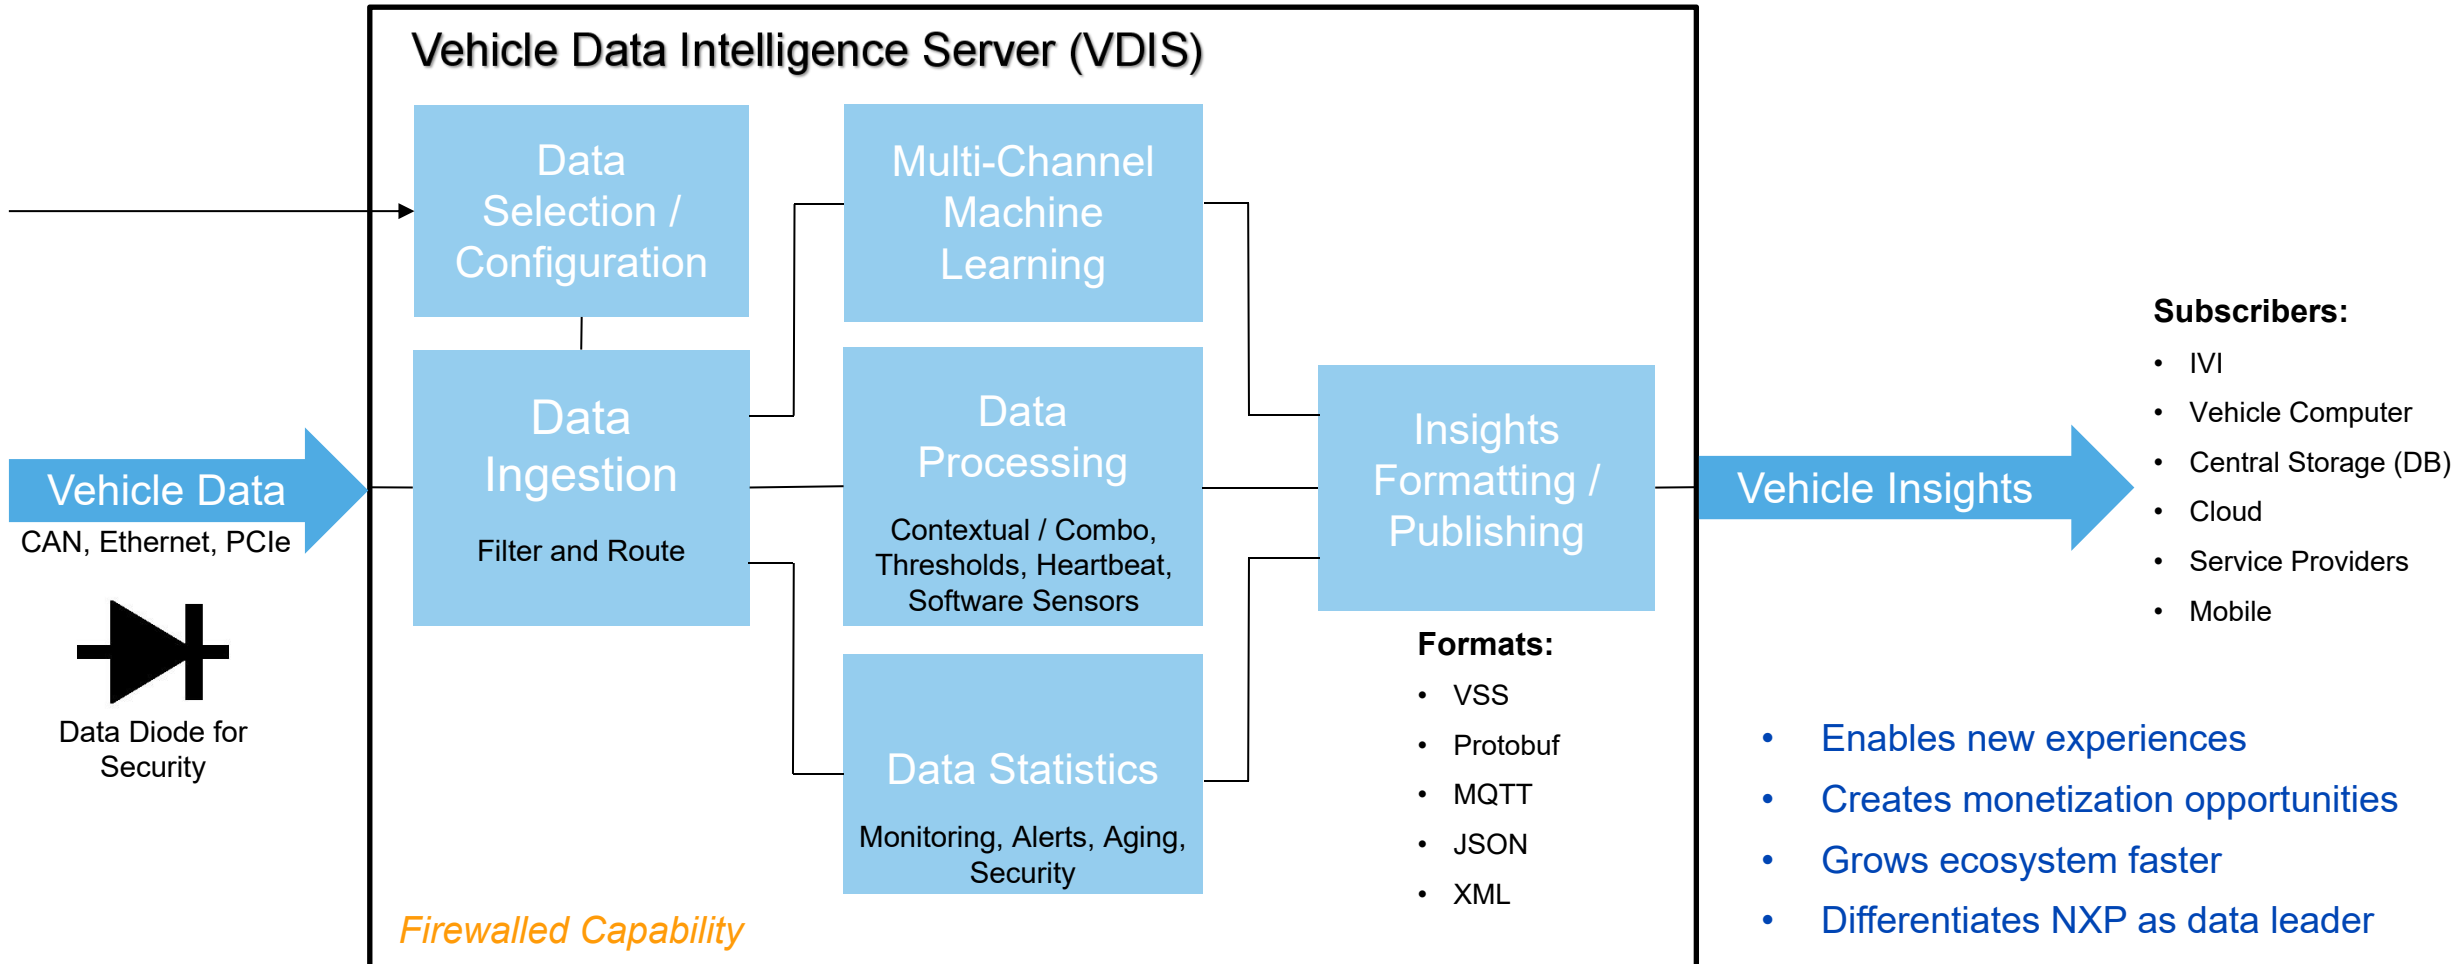 Vehicle Data Intelligence Server (VDIS)
Data
Selection /
Configuration
Multi-Channel
Machine
Learning
Vehicle Data
CAN, Ethernet, PCIe
Data Diode for
Security
Data
Ingestion
Filter and Route
Data
Processing
Contextual / Combo,
Thresholds, Heartbeat,
Software Sensors
Data Statistics
Monitoring, Alerts, Aging,
Security
Insights
Formatting /
Publishing
Formats:
• VSS
• Protobuf
• MQTT
• JSON
• XML
Firewalled Capability
Vehicle Insights
Subscribers:
• IVI
• Vehicle Computer
• Central Storage (DB)
• Cloud
• Service Providers
• Mobile
• Enables new experiences
• Creates monetization opportunities
• Grows ecosystem faster
• Differentiates NXP as data leader